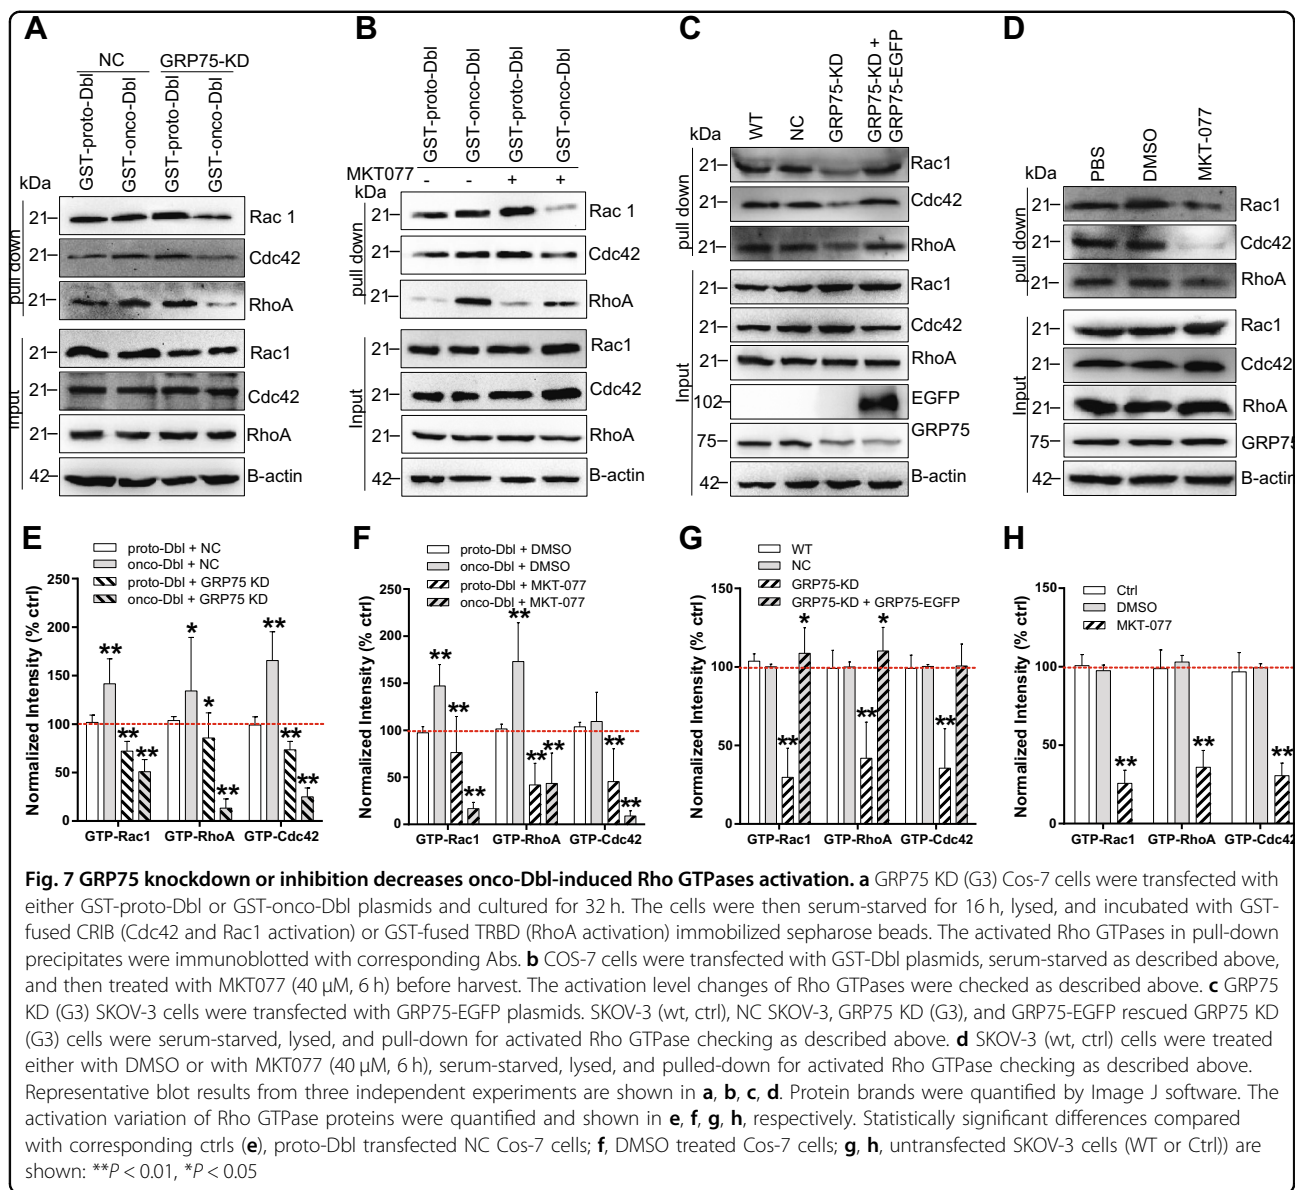 A
NC GRP75-KD
GST-proto-Dbl
GST-onco-Dbl
GST-proto-Dbl
GST-onco-Dbl
kDa
pull down
21 Rac 1
21 Cdc42
21 RhoA
Input
21 Rac1
21 Cdc42
21 RhoA
42 B-actin
B
GST-proto-Dbl
GST-onco-Dbl
GST-proto-Dbl
GST-onco-Dbl
MKT077 - - + +
kDa
pull down
21 Rac 1
21 Cdc42
21 RhoA
Input
21 Rac1
21 Cdc42
21 RhoA
42 B-actin
C
WT
NC
GRP75-KD
GRP75-KD +
GRP75-EGFP
kDa
pull down
21 Rac1
21 Cdc42
21 RhoA
Input
21 Rac1
21 Cdc42
21 RhoA
102 EGFP
75 GRP75
42 B-actin
D
PBS
DMSO
MKT-077
kDa
pull down
21 Rac1
21 Cdc42
21 RhoA
Input
21 Rac1
21 Cdc42
21 RhoA
75 GRP75
42 B-actin
E
proto-Dbl + NC
onco-Dbl + NC
proto-Dbl + GRP75 KD
onco-Dbl + GRP75 KD
Normalized Intensity (% ctrl)
250
200
150
100
50
0
** ** ** * * ** ** ** **
GTP-Rac1 GTP-RhoA GTP-Cdc42
F
proto-Dbl + DMSO
onco-Dbl + DMSO
proto-Dbl + MKT-077
onco-Dbl + MKT-077
Normalized Intensity (% ctrl)
250
200
150
100
50
0
** ** ** ** ** ** ** **
GTP-Rac1 GTP-RhoA GTP-Cdc42
G
WT
NC
GRP75-KD
GRP75-KD + GRP75-EGFP
Normalized Intensity (% ctrl)
150
100
50
0
** * ** * **
GTP-Rac1 GTP-RhoA GTP-Cdc42
H
Ctrl
DMSO
MKT-077
Normalized Intensity (% ctrl)
150
100
50
0
** ** **
GTP-Rac1 GTP-RhoA GTP-Cdc42
Fig. 7 GRP75 knockdown or inhibition decreases onco-Dbl-induced Rho GTPases activation. a GRP75 KD (G3) Cos-7 cells were transfected with
either GST-proto-Dbl or GST-onco-Dbl plasmids and cultured for 32 h. The cells were then serum-starved for 16 h, lysed, and incubated with GST-
fused CRIB (Cdc42 and Rac1 activation) or GST-fused TRBD (RhoA activation) immobilized sepharose beads. The activated Rho GTPases in pull-down
precipitates were immunoblotted with corresponding Abs. b COS-7 cells were transfected with GST-Dbl plasmids, serum-starved as described above,
and then treated with MKT077 (40 µM, 6 h) before harvest. The activation level changes of Rho GTPases were checked as described above. c GRP75
KD (G3) SKOV-3 cells were transfected with GRP75-EGFP plasmids. SKOV-3 (wt, ctrl), NC SKOV-3, GRP75 KD (G3), and GRP75-EGFP rescued GRP75 KD
(G3) cells were serum-starved, lysed, and pull-down for activated Rho GTPase checking as described above. d SKOV-3 (wt, ctrl) cells were treated
either with DMSO or with MKT077 (40 µM, 6 h), serum-starved, lysed, and pulled-down for activated Rho GTPase checking as described above.
Representative blot results from three independent experiments are shown in a, b, c, d. Protein brands were quantified by Image J software. The
activation variation of Rho GTPase proteins were quantified and shown in e, f, g, h, respectively. Statistically significant differences compared
with corresponding ctrls (e), proto-Dbl transfected NC Cos-7 cells; f, DMSO treated Cos-7 cells; g, h, untransfected SKOV-3 cells (WT or Ctrl)) are
shown: **P < 0.01, *P < 0.05